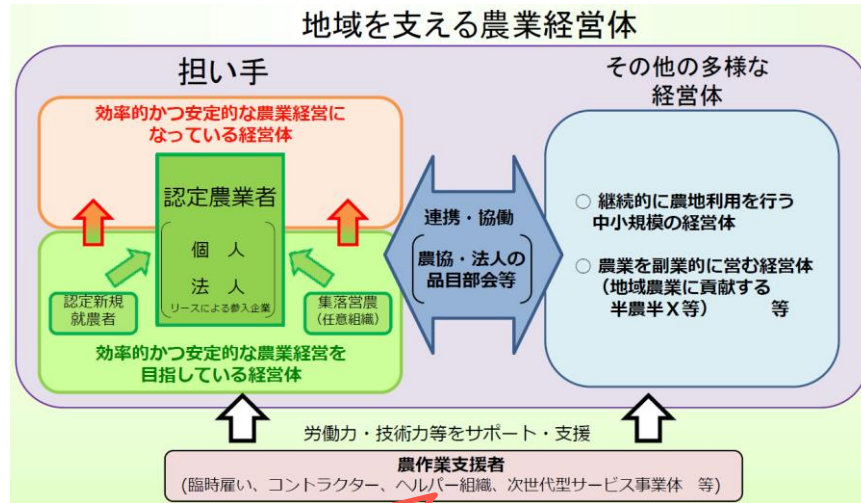 地域を支える農業経営体
担い手
効率的かつ安定的な農業経営に
なっている経営体
認定農業者
個　人
法　人
リースによる参入企業
認定新規
就農者
集落営農
(任意組織)
効率的かつ安定的な農業経営を
目指している経営体
連携・協働
農協・法人の
品目部会等
その他の多様な
経営体
○ 継続的に農地利用を行う
中小規模の経営体
○ 農業を副業的に営む経営体
（地域農業に貢献する
半農半Ｘ等）　　　等
労働力・技術力等をサポート・支援
農作業支援者
(臨時雇い、コントラクター、ヘルパー組織、次世代型サービス事業体　等)